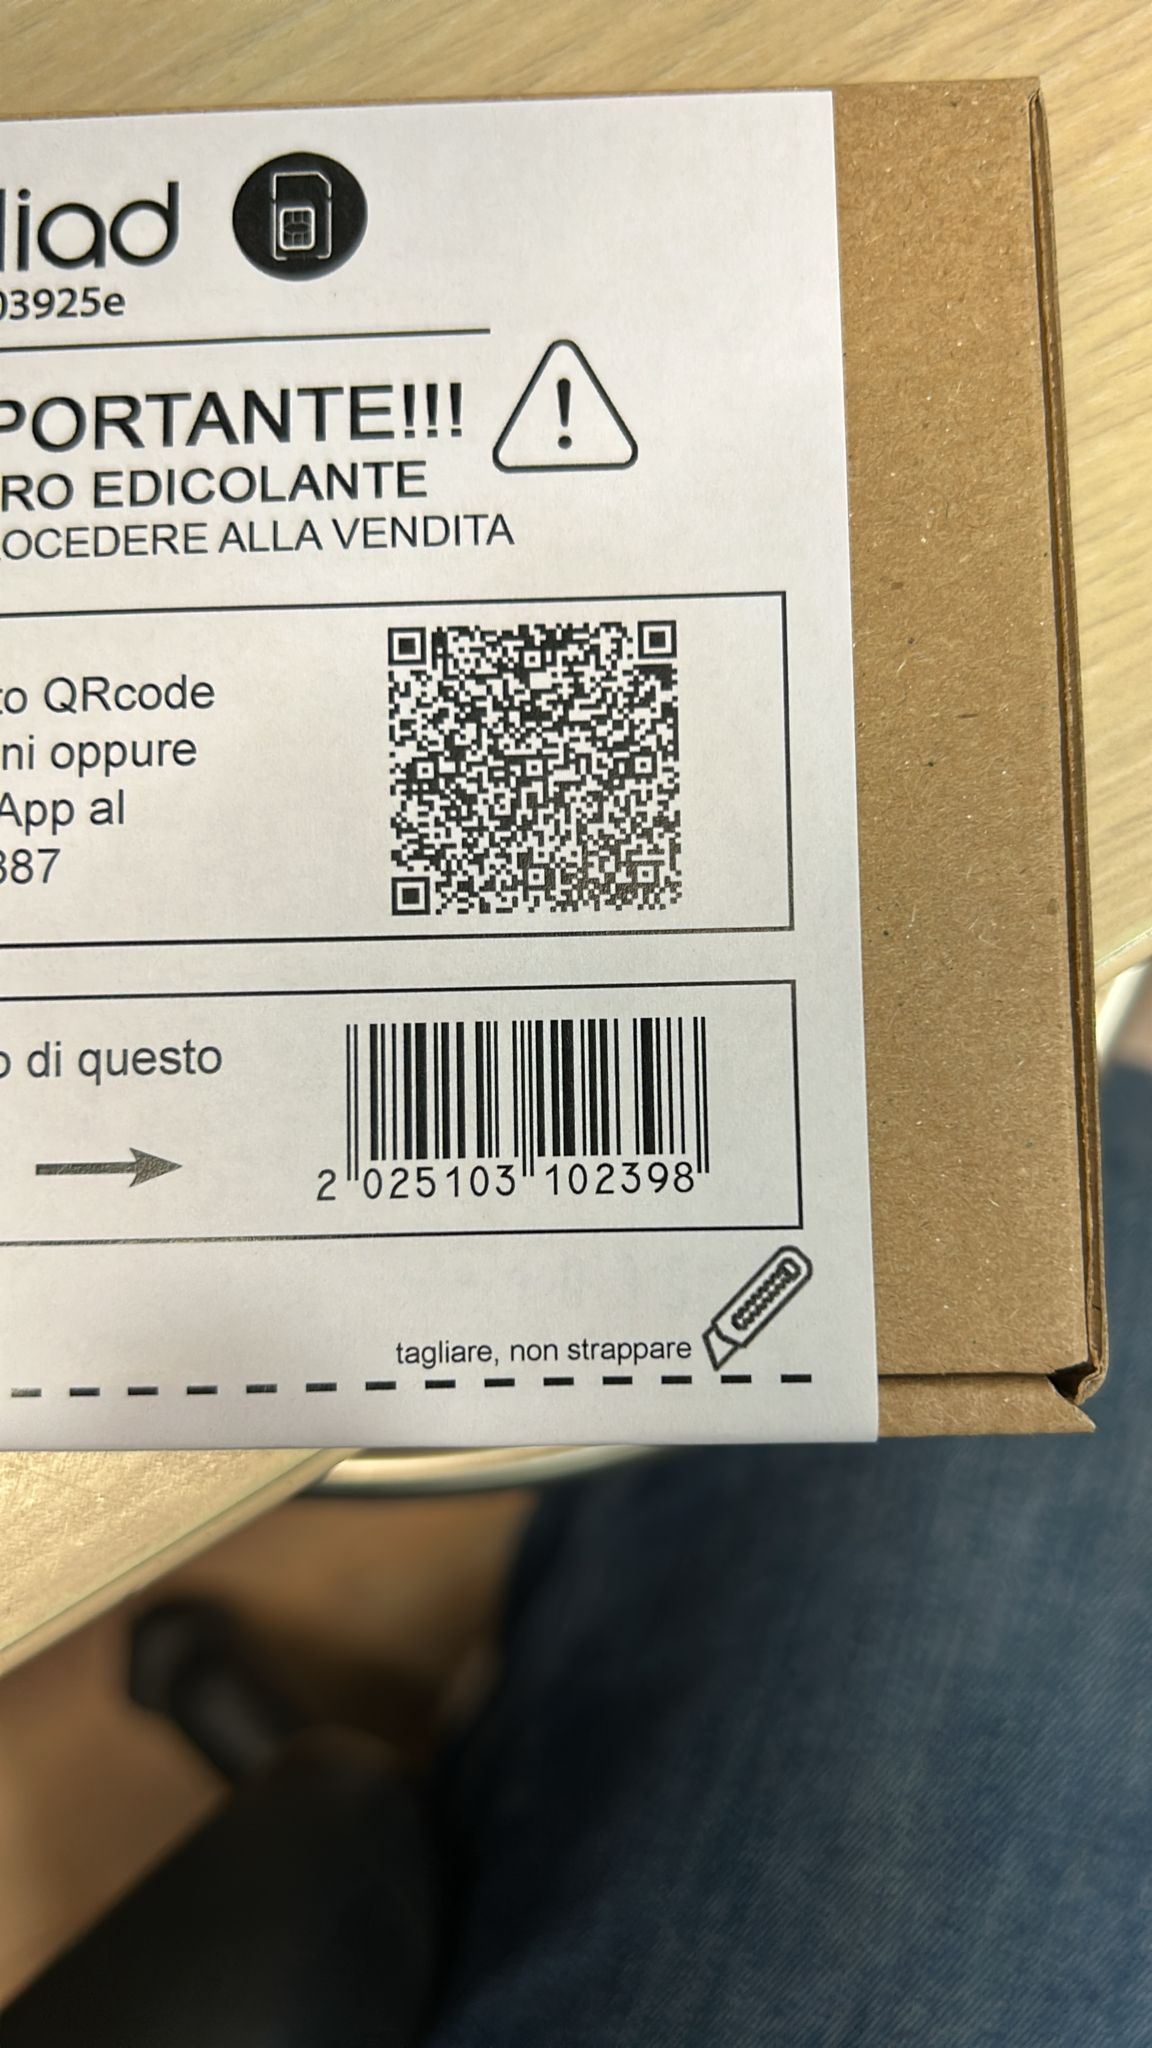 iliad
03925e
PORTANTE!!!
RO EDICOLANTE
OCEDERE ALLA VENDITA
to QRcode
ni oppure
App al
387
o di questo
2 025103 102398
tagliare, non strappare